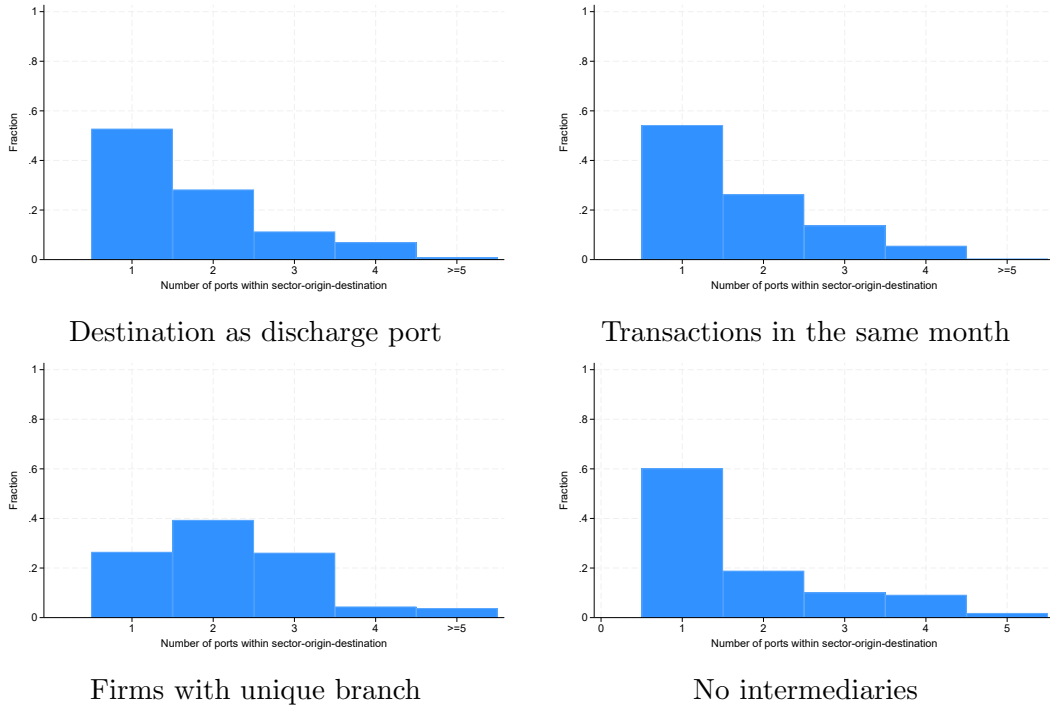 1
.8
.6
.4
.2
0
Fraction
1 2 3 4 >=5
Number of ports within sector-origin-destination
Destination as discharge port
1
.8
.6
.4
.2
0
Fraction
1 2 3 4 >=5
Number of ports within sector-origin-destination
Transactions in the same month
1
.8
.6
.4
.2
0
Fraction
1 2 3 4 >=5
Number of ports within sector-origin-destination
Firms with unique branch
1
.8
.6
.4
.2
0
Fraction
0 1 2 3 4 5
Number of ports within sector-origin-destination
No intermediaries